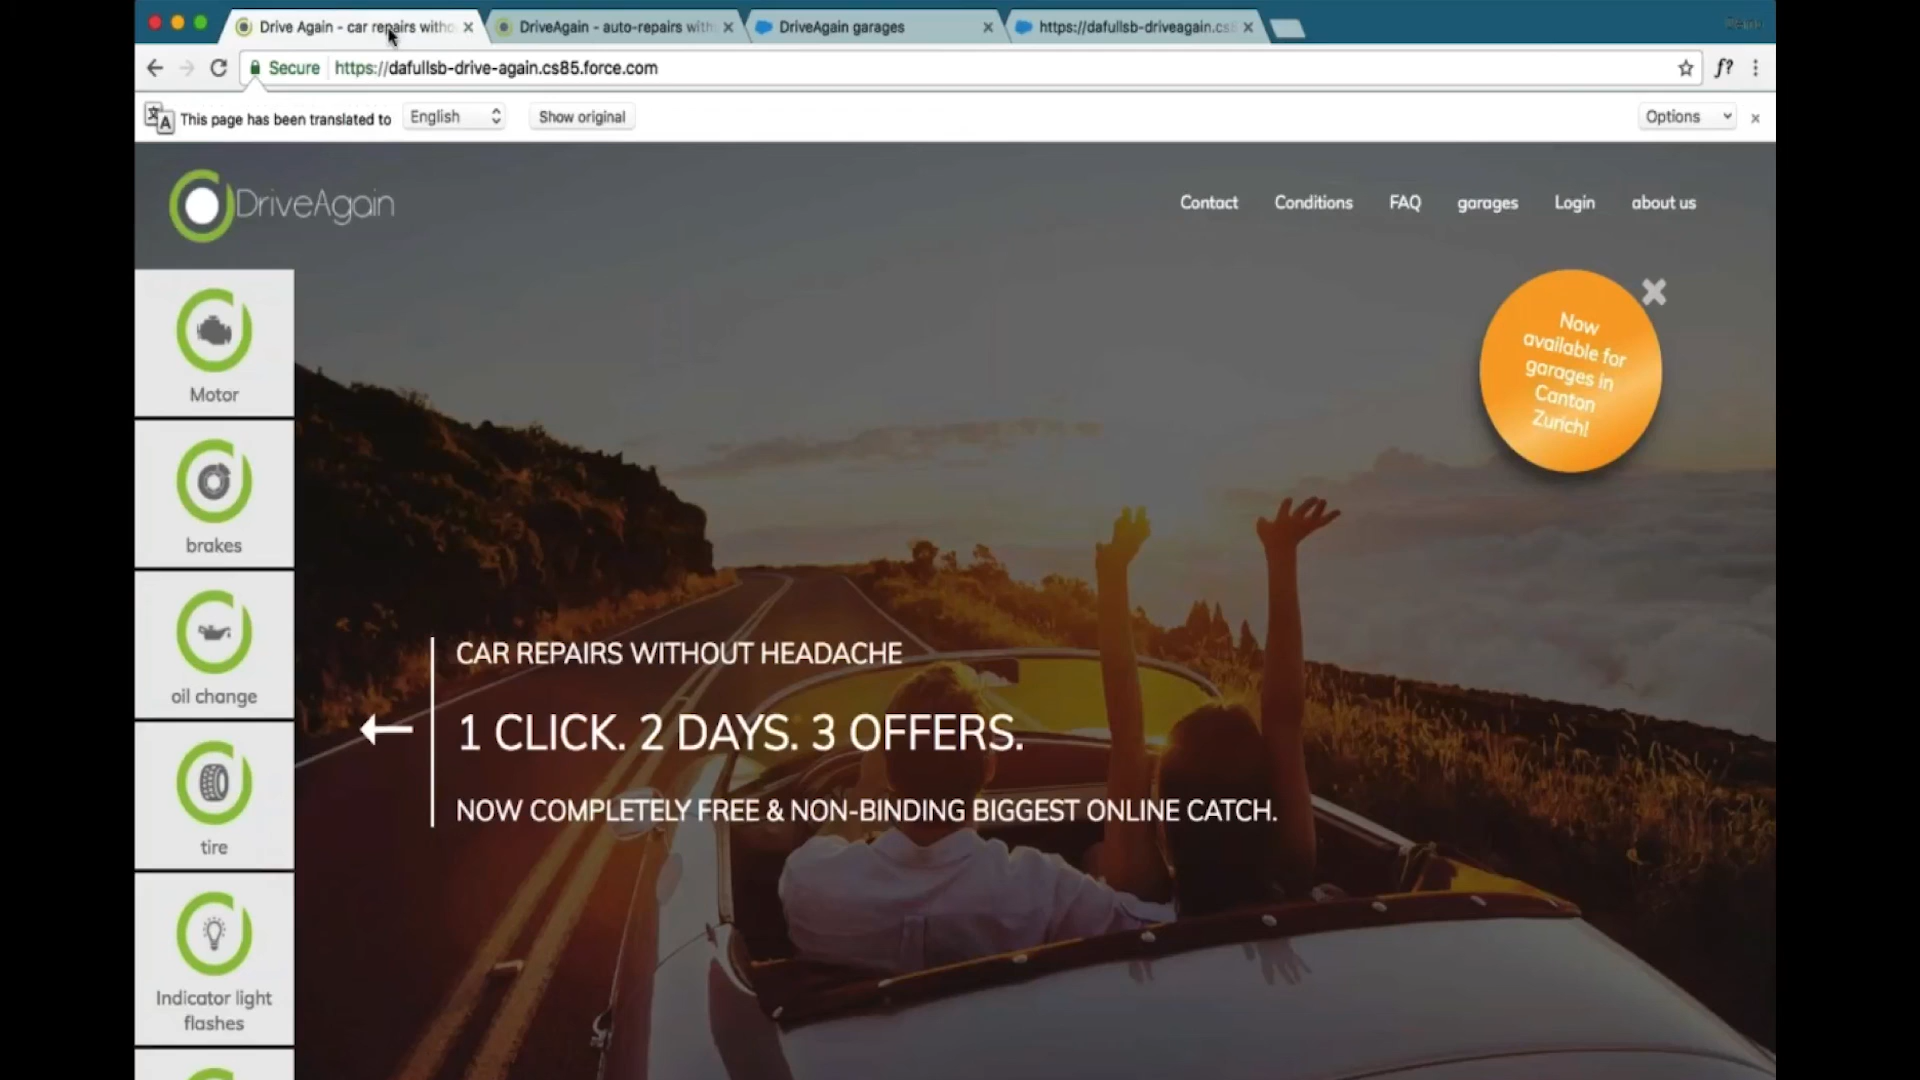 Drive Again - car repairs witho
DriveAgain - auto-repairs with
DriveAgain garages
https://dafullsb-driveagain.cs8
Demo
Secure https://dafullsb-drive-again.cs85.force.com
f?
This page has been translated to English Show original Options
DriveAgain
Contact Conditions FAQ garages Login about us
Now
available for
garages in
Canton
Zurich!
Motor
brakes
oil change
tire
Indicator light
flashes
CAR REPAIRS WITHOUT HEADACHE
1 CLICK. 2 DAYS. 3 OFFERS.
NOW COMPLETELY FREE & NON-BINDING BIGGEST ONLINE CATCH.